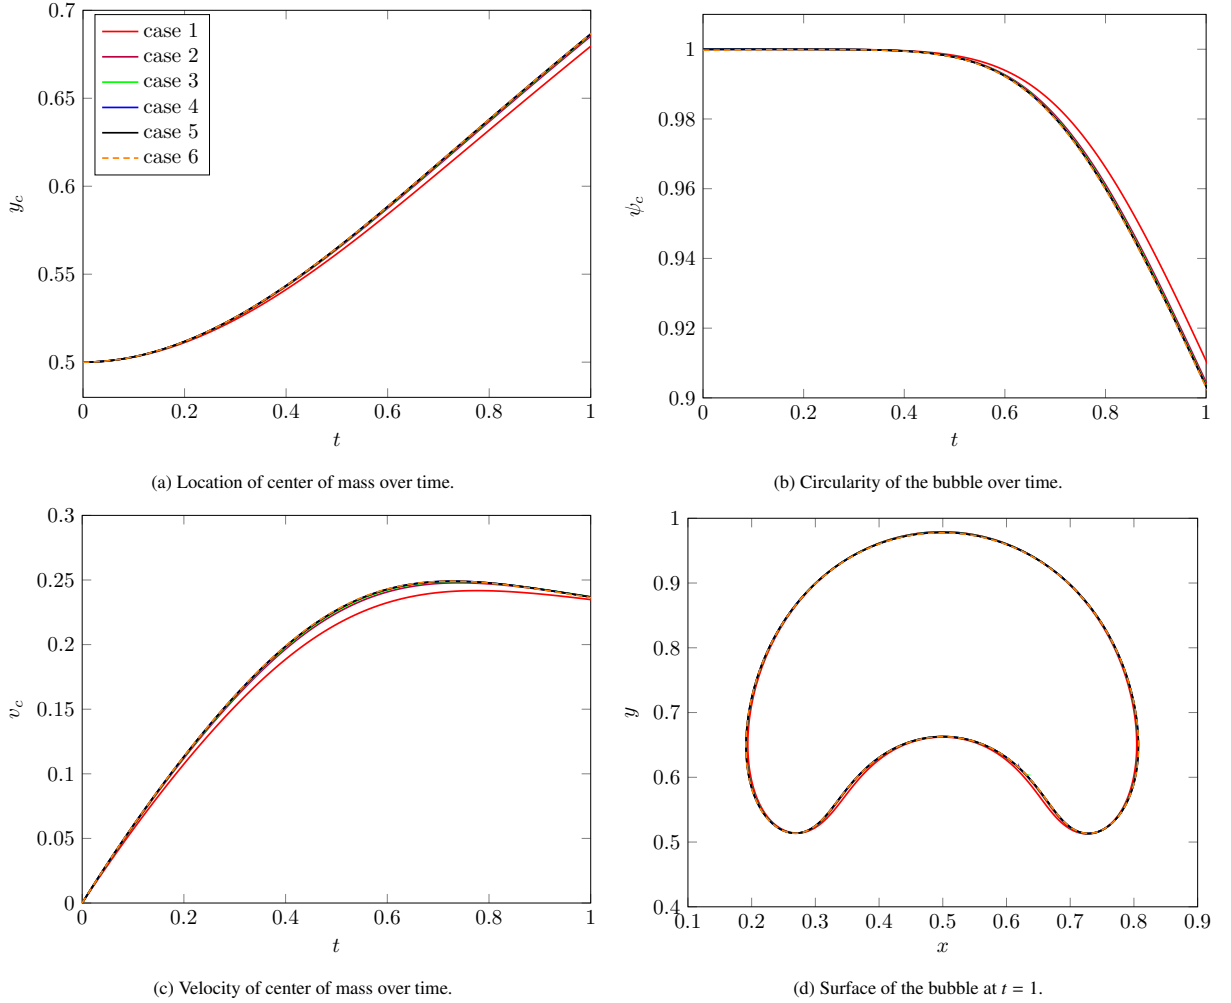 0.7
0.65
0.6
0.55
0.5
0
0.2
0.4
0.6
0.8
1
y_c
t
case 1
case 2
case 3
case 4
case 5
case 6
(a) Location of center of mass over time.
1
0.98
0.96
0.94
0.92
0.9
0
0.2
0.4
0.6
0.8
1
ψ_c
t
(b) Circularity of the bubble over time.
0.3
0.25
0.2
0.15
0.1
0.05
0
0
0.2
0.4
0.6
0.8
1
v_c
t
(c) Velocity of center of mass over time.
1
0.9
0.8
0.7
0.6
0.5
0.4
0.1
0.2
0.3
0.4
0.5
0.6
0.7
0.8
0.9
y
x
(d) Surface of the bubble at t = 1.